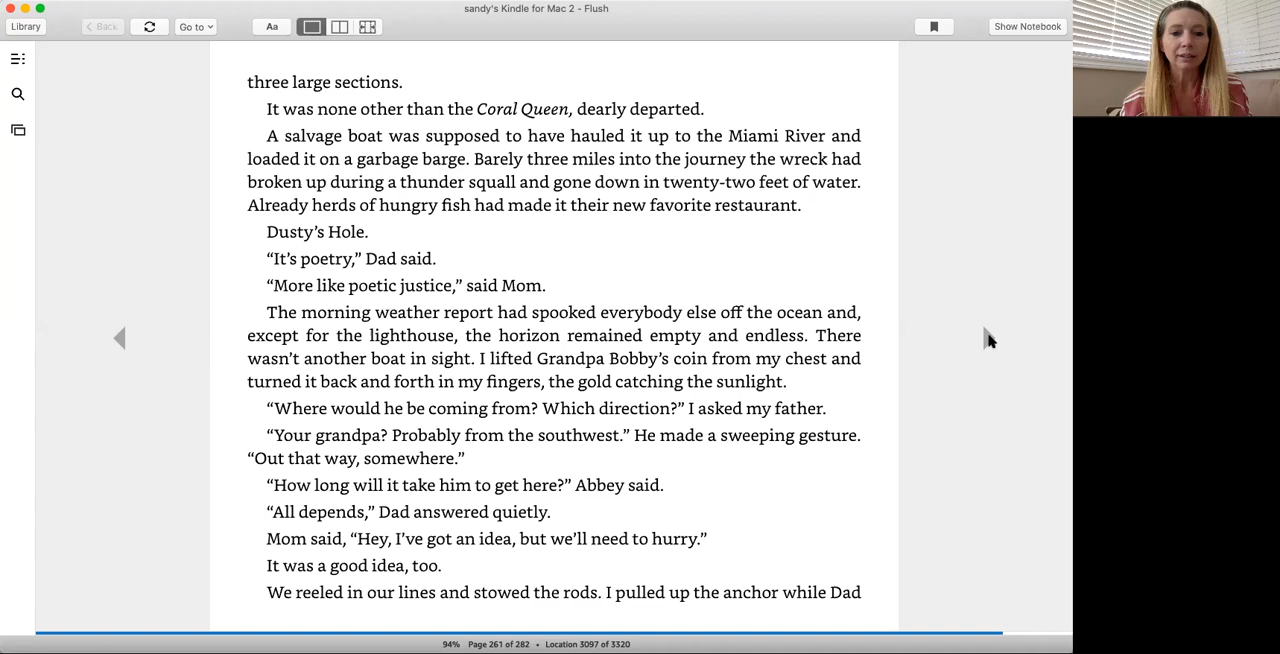 sandy's Kindle for Mac 2 - Flush
Library
< Back
Go to
Aa
Show Notebook
three large sections.
It was none other than the Coral Queen, dearly departed.
A salvage boat was supposed to have hauled it up to the Miami River and
loaded it on a garbage barge. Barely three miles into the journey the wreck had
broken up during a thunder squall and gone down in twenty-two feet of water.
Already herds of hungry fish had made it their new favorite restaurant.
Dusty’s Hole.
“It’s poetry,” Dad said.
“More like poetic justice,” said Mom.
The morning weather report had spooked everybody else off the ocean and,
except for the lighthouse, the horizon remained empty and endless. There
wasn’t another boat in sight. I lifted Grandpa Bobby’s coin from my chest and
turned it back and forth in my fingers, the gold catching the sunlight.
“Where would he be coming from? Which direction?” I asked my father.
“Your grandpa? Probably from the southwest.” He made a sweeping gesture.
“Out that way, somewhere.”
“How long will it take him to get here?” Abbey said.
“All depends,” Dad answered quietly.
Mom said, “Hey, I’ve got an idea, but we’ll need to hurry.”
It was a good idea, too.
We reeled in our lines and stowed the rods. I pulled up the anchor while Dad
94% Page 261 of 282 • Location 3097 of 3320